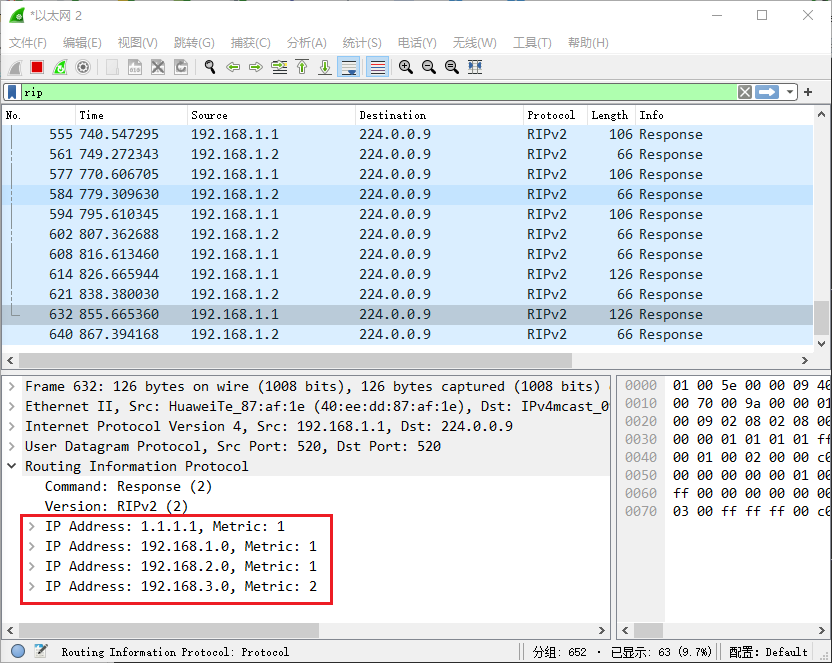 *以太网 2
文件(F) 编辑(E) 视图(V) 跳转(G) 捕获(C) 分析(A) 统计(S) 电话(Y) 无线(W) 工具(T) 帮助(H)
rip
No. Time Source Destination Protocol Length Info
555 740.547295 192.168.1.1 224.0.0.9 RIPv2 106 Response
561 749.272343 192.168.1.2 224.0.0.9 RIPv2 66 Response
577 770.606705 192.168.1.1 224.0.0.9 RIPv2 106 Response
584 779.309630 192.168.1.2 224.0.0.9 RIPv2 66 Response
594 795.610345 192.168.1.1 224.0.0.9 RIPv2 106 Response
602 807.362688 192.168.1.2 224.0.0.9 RIPv2 66 Response
608 816.613460 192.168.1.1 224.0.0.9 RIPv2 66 Response
614 826.665944 192.168.1.1 224.0.0.9 RIPv2 126 Response
621 838.380030 192.168.1.2 224.0.0.9 RIPv2 66 Response
632 855.665360 192.168.1.1 224.0.0.9 RIPv2 126 Response
640 867.394168 192.168.1.2 224.0.0.9 RIPv2 66 Response
Frame 632: 126 bytes on wire (1008 bits), 126 bytes captured (1008 bits)
Ethernet II, Src: HuaweiTe_87:af:1e (40:ee:dd:87:af:1e), Dst: IPv4mcast_0
Internet Protocol Version 4, Src: 192.168.1.1, Dst: 224.0.0.9
User Datagram Protocol, Src Port: 520, Dst Port: 520
Routing Information Protocol
Command: Response (2)
Version: RIPv2 (2)
IP Address: 1.1.1.1, Metric: 1
IP Address: 192.168.1.0, Metric: 1
IP Address: 192.168.2.0, Metric: 1
IP Address: 192.168.3.0, Metric: 2
0000 01 00 5e 00 00 09 40
0010 00 70 00 9a 00 00 01
0020 00 09 02 08 02 08 00
0030 00 00 01 01 01 01 ff
0040 00 01 00 02 00 00 c0
0050 00 00 00 00 00 01 00
0060 ff 00 00 00 00 00 00
0070 03 00 ff ff ff 00 c0
Routing Information Protocol: Protocol 分组: 652 · 已显示: 63 (9.7%) 配置: Default